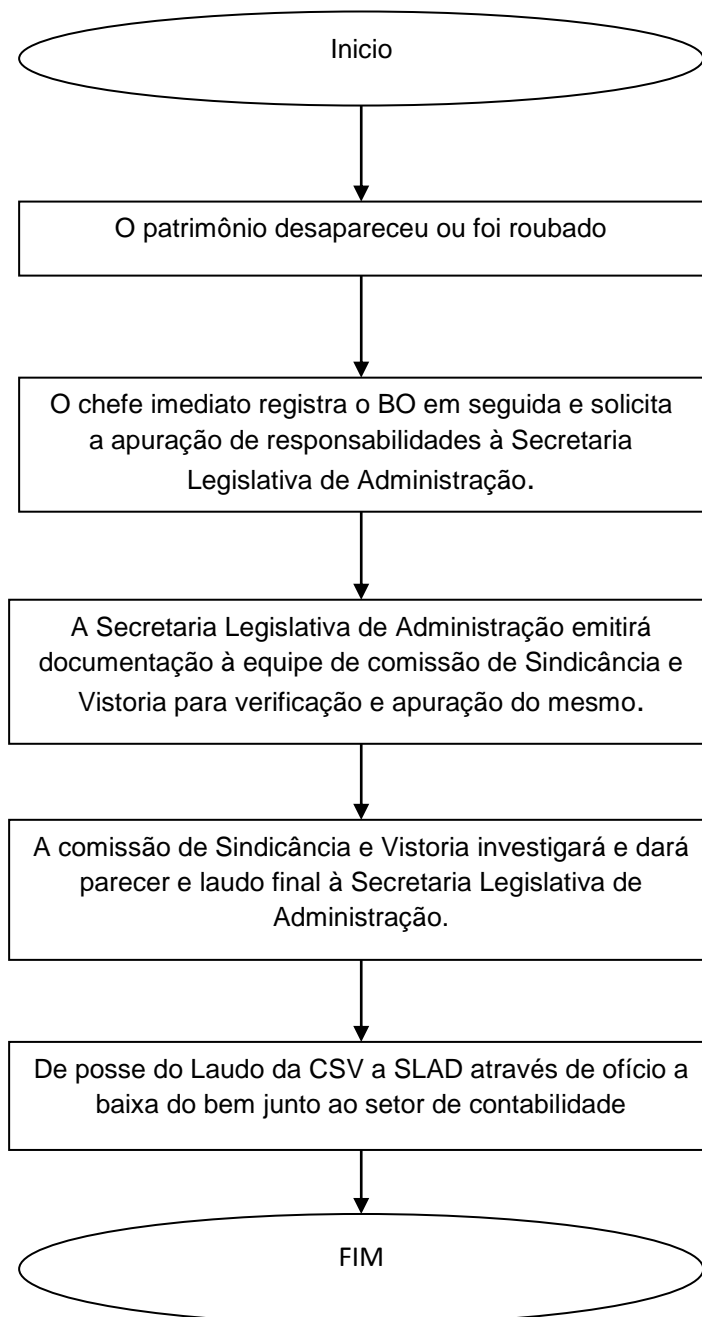 Inicio
O patrimônio desapareceu ou foi roubado
O chefe imediato registra o BO em seguida e solicita
a apuração de responsabilidades à Secretaria
Legislativa de Administração.
A Secretaria Legislativa de Administração emitirá
documentação à equipe de comissão de Sindicância e
Vistoria para verificação e apuração do mesmo.
A comissão de Sindicância e Vistoria investigará e dará
parecer e laudo final à Secretaria Legislativa de
Administração.
De posse do Laudo da CSV a SLAD através de ofício a
baixa do bem junto ao setor de contabilidade
FIM